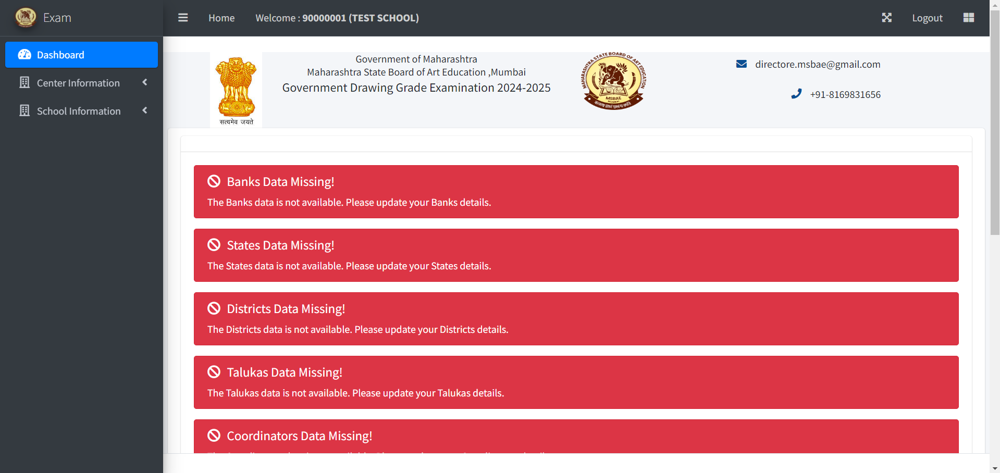 Exam
Home
Welcome : 90000001 (TEST SCHOOL)
Logout
Dashboard
Center Information
School Information
सत्यमेव जयते
Government of Maharashtra
Maharashtra State Board of Art Education ,Mumbai
Government Drawing Grade Examination 2024-2025
MAHARASHTRA STATE BOARD OF ART EDUCATION
MSBAE
MUMBAI
directore.msbae@gmail.com
+91-8169831656
Banks Data Missing!
The Banks data is not available. Please update your Banks details.
States Data Missing!
The States data is not available. Please update your States details.
Districts Data Missing!
The Districts data is not available. Please update your Districts details.
Talukas Data Missing!
The Talukas data is not available. Please update your Talukas details.
Coordinators Data Missing!